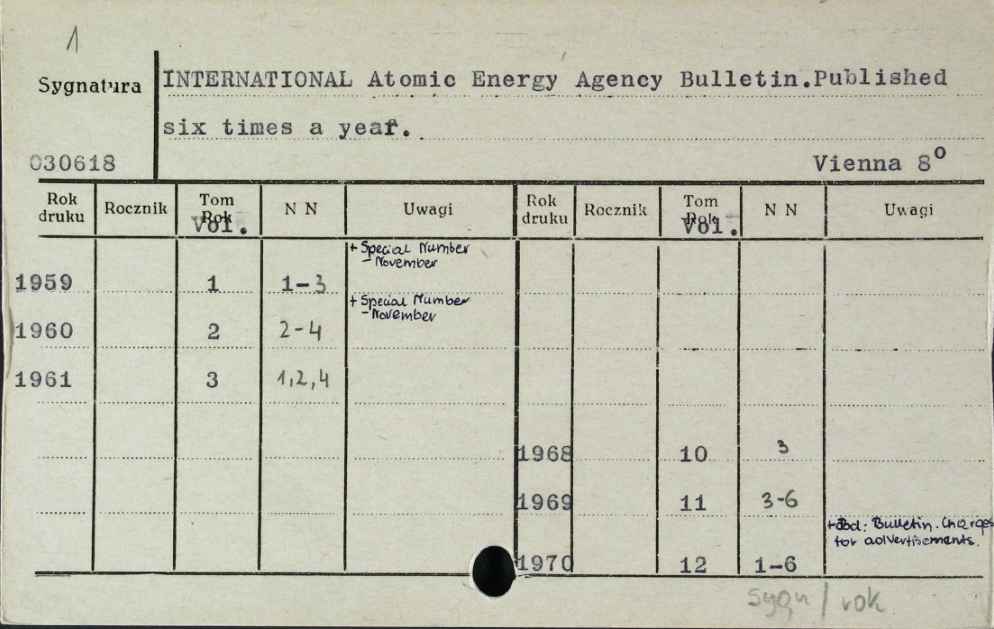 1
Sygnatura INTERNATIONAL Atomic Energy Agency Bulletin.Published
six times a year.
030618 Vienna 8º
Rok druku Rocznik Tom Rok Vol. N N Uwagi Rok druku Rocznik Tom Rok Vol. N N Uwagi
+ Special Number
- November
1959 1 1-3
+ Special Number
- November
1960 2 2-4
1961 3 1,2,4
1968 10 3
1969 11 3-6
Bulletin. Charges
for advertisements.
1970 12 1-6
sygn / rok